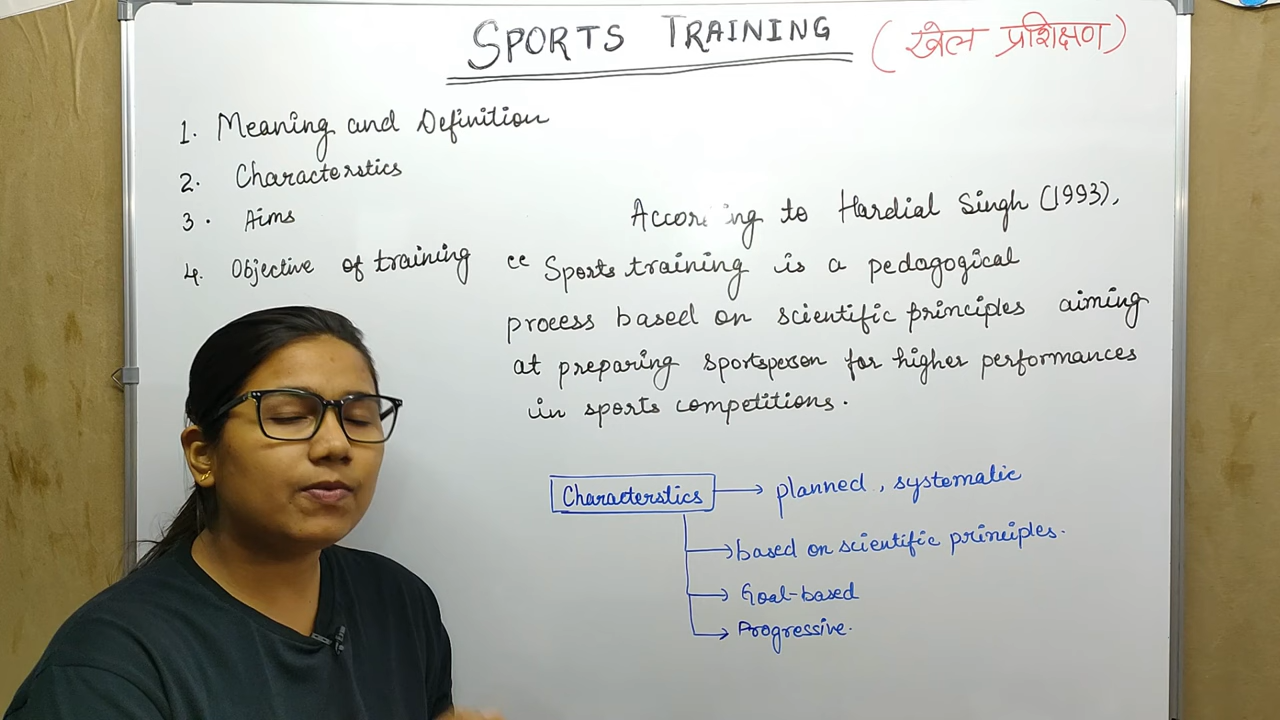 SPORTS TRAINING (खेल प्रशिक्षण)
1. Meaning and Definition
2. Characterstics
3. Aims
4. Objective of training
to Hardial Singh (1993),
"Sports training is a pedagogical
process based on scientific principles aiming
at preparing sportsperson for higher performances
in sports competitions.
Characterstics → planned, systematic
→ based on scientific principles.
→ Goal-based
→ Progressive.